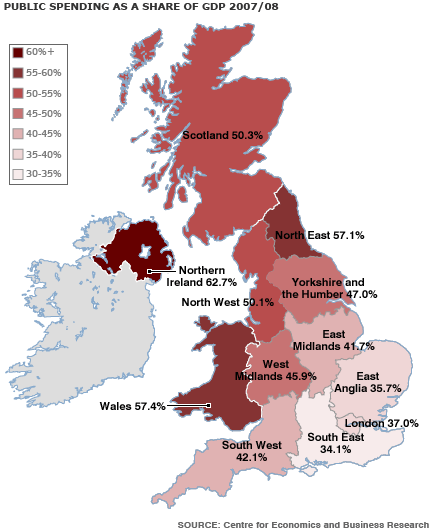 PUBLIC SPENDING AS A SHARE OF GDP 2007/08
60%+
55-60%
50-55%
45-50%
40-45%
35-40%
30-35%
Scotland 50.3%
North East 57.1%
Northern
Ireland 62.7%
Yorkshire and
the Humber 47.0%
North West 50.1%
East
Midlands 41.7%
West
Midlands 45.9%
East
Anglia 35.7%
Wales 57.4%
London 37.0%
South East
34.1%
South West
42.1%
SOURCE: Centre for Economics and Business Research